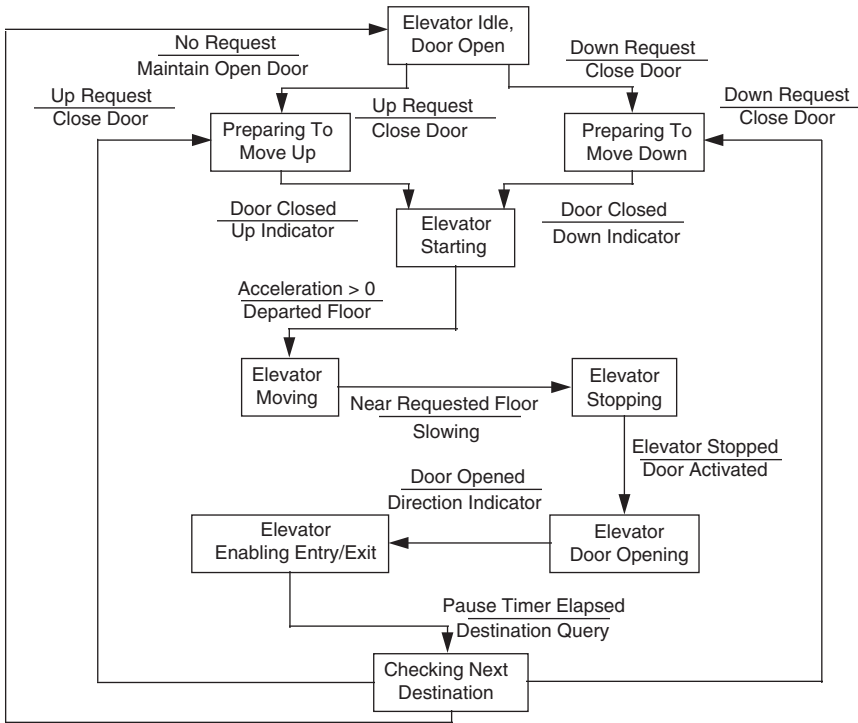 Elevator Idle,
Door Open
No Request
Maintain Open Door
Down Request
Close Door
Up Request
Close Door
Up Request
Close Door
Down Request
Close Door
Preparing To
Move Up
Preparing To
Move Down
Door Closed
Up Indicator
Elevator
Starting
Door Closed
Down Indicator
Acceleration > 0
Departed Floor
Elevator
Moving
Near Requested Floor
Slowing
Elevator
Stopping
Elevator Stopped
Door Activated
Door Opened
Direction Indicator
Elevator
Enabling Entry/Exit
Elevator
Door Opening
Pause Timer Elapsed
Destination Query
Checking Next
Destination